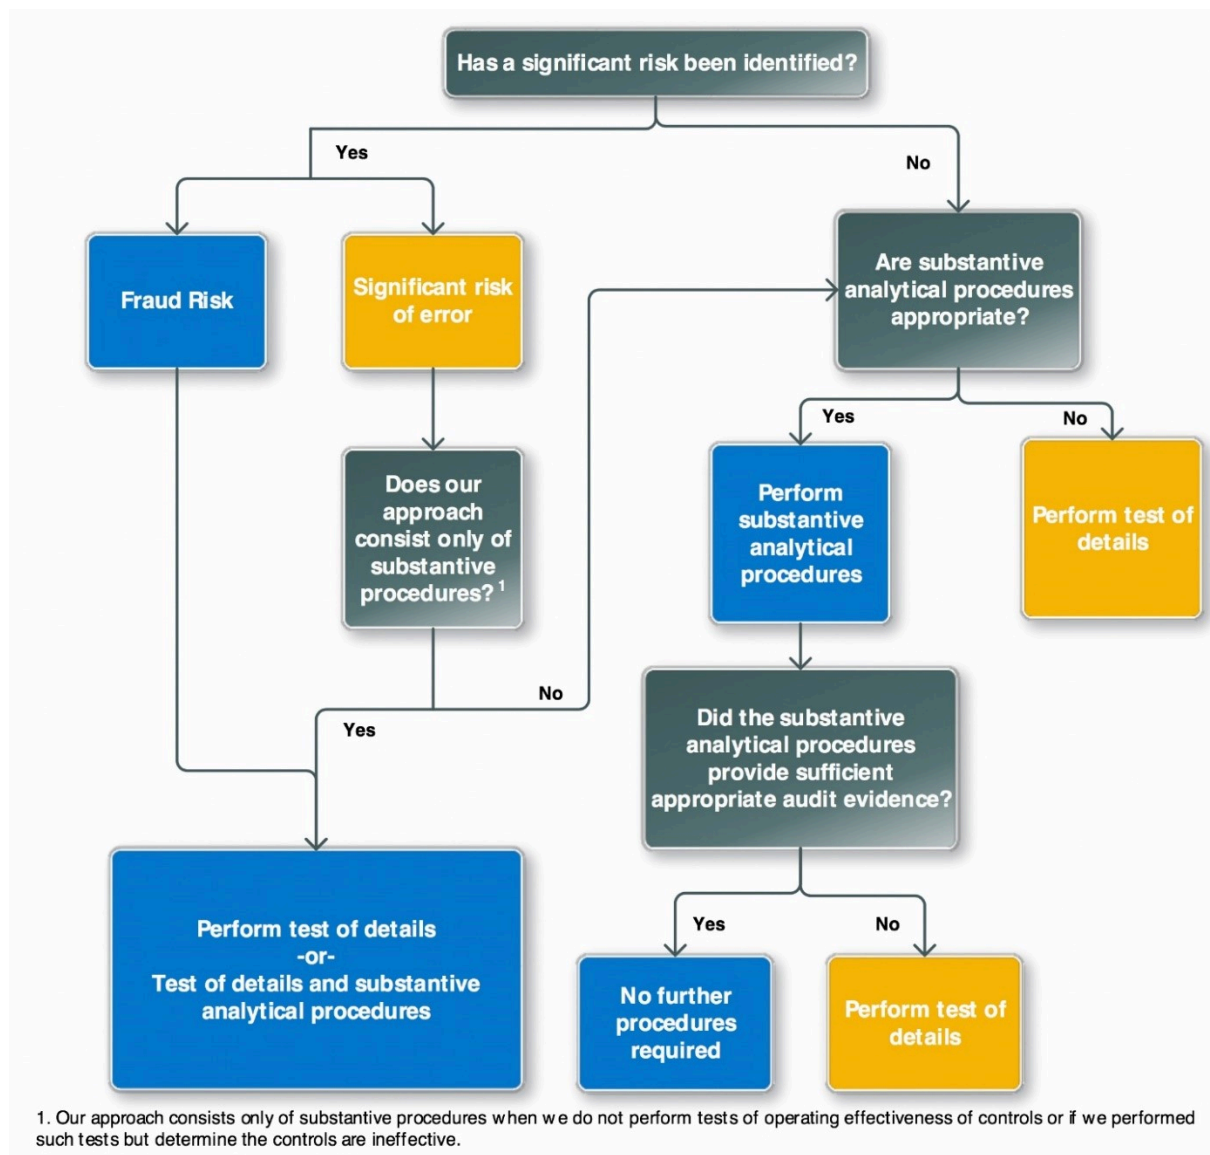 Has a significant risk been identified?
Yes
No
Fraud Risk
Significant risk
of error
Are substantive
analytical procedures
appropriate?
Does our
approach
consist only of
substantive
procedures? 1
Yes
No
Perform
substantive
analytical
procedures
Perform test of
details
No
Yes
Did the substantive
analytical procedures
provide sufficient
appropriate audit evidence?
Perform test of details
-or-
Test of details and substantive
analytical procedures
Yes
No
No further
procedures
required
Perform test of
details
1. Our approach consists only of substantive procedures when we do not perform tests of operating effectiveness of controls or if we performed
such tests but determine the controls are ineffective.